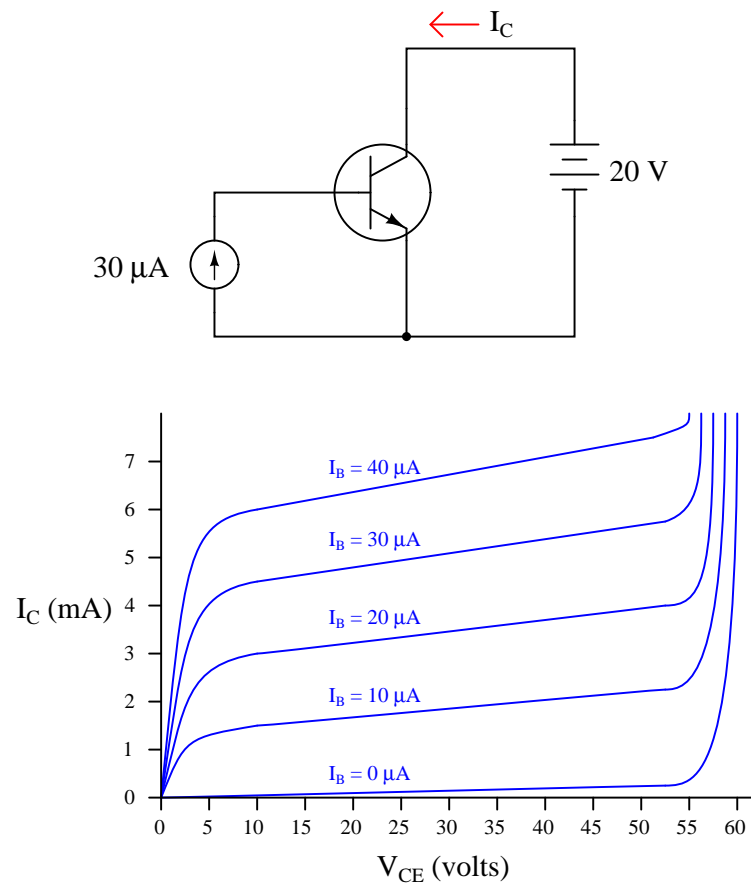 I_C
20 V
30 μA
I_B = 40 μA
I_B = 30 μA
I_B = 20 μA
I_B = 10 μA
I_B = 0 μA
7
6
5
4
3
2
1
0
I_C (mA)
0 5 10 15 20 25 30 35 40 45 50 55 60
V_CE (volts)